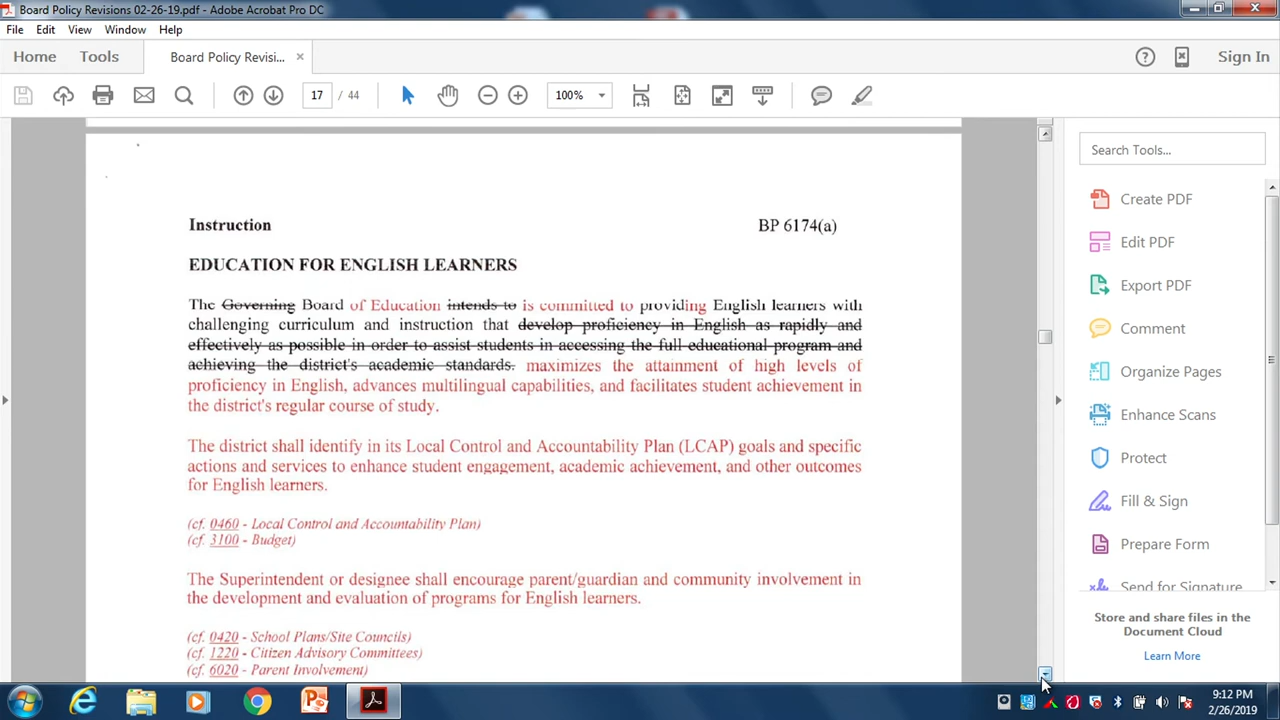 Board Policy Revisions 02-26-19.pdf - Adobe Acrobat Pro DC
File Edit View Window Help
Home Tools Board Policy Revisi... × Sign In
17 / 44 100%
Search Tools...
Create PDF
Edit PDF
Export PDF
Comment
Organize Pages
Enhance Scans
Protect
Fill & Sign
Prepare Form
Send for Signature
Store and share files in the
Document Cloud
Learn More
Instruction BP 6174(a)
EDUCATION FOR ENGLISH LEARNERS
The Governing Board of Education intends to is committed to providing English learners with
challenging curriculum and instruction that develop proficiency in English as rapidly and
effectively as possible in order to assist students in accessing the full educational program and
achieving the district's academic standards. maximizes the attainment of high levels of
proficiency in English, advances multilingual capabilities, and facilitates student achievement in
the district's regular course of study.
The district shall identify in its Local Control and Accountability Plan (LCAP) goals and specific
actions and services to enhance student engagement, academic achievement, and other outcomes
for English learners.
(cf. 0460 - Local Control and Accountability Plan)
(cf. 3100 - Budget)
The Superintendent or designee shall encourage parent/guardian and community involvement in
the development and evaluation of programs for English learners.
(cf. 0420 - School Plans/Site Councils)
(cf. 1220 - Citizen Advisory Committees)
(cf. 6020 - Parent Involvement)
9:12 PM
2/26/2019